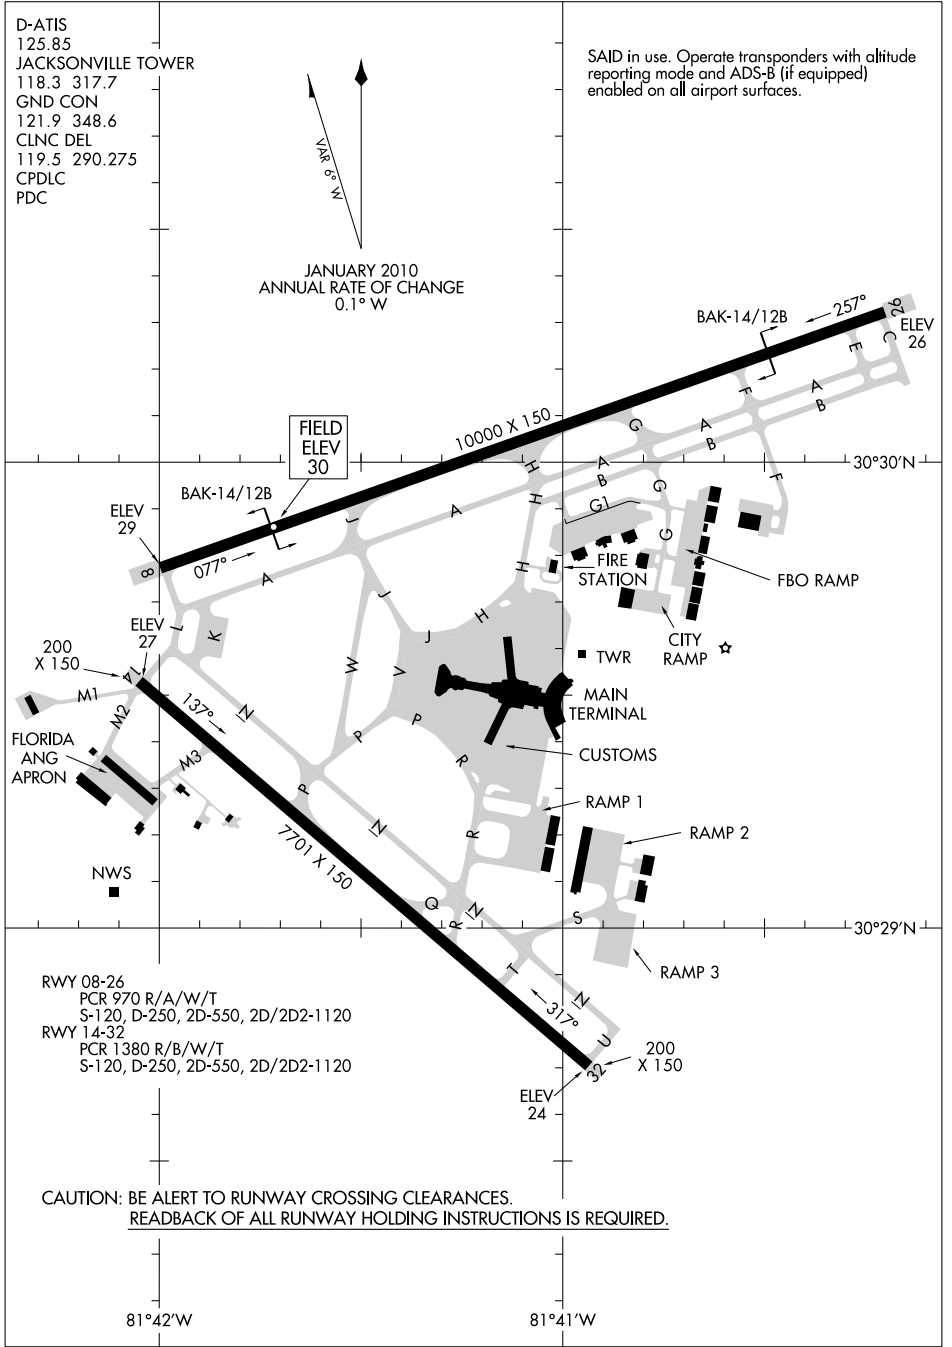 D-ATIS
125.85
JACKSONVILLE TOWER
118.3 317.7
GND CON
121.9 348.6
CLNC DEL
119.5 290.275
CPDLC
PDC
SAID in use. Operate transponders with altitude
reporting mode and ADS-B (if equipped)
enabled on all airport surfaces.
VAR 6° W
JANUARY 2010
ANNUAL RATE OF CHANGE
0.1° W
BAK-14/12B
257°
26
ELEV
26
C
E
A
B
F
10000 X 150
G
A
B
FIELD
ELEV
30
H
A
B
F
30°30'N
BAK-14/12B
J
A
H
G
G1
G
ELEV
29
8
077°
A
H
FIRE
STATION
FBO RAMP
J
H
J
L
K
ELEV
27
CITY
RAMP
TWR
200
X 150
14
M1
M2
137°
N
W
V
MAIN
TERMINAL
P
P
CUSTOMS
FLORIDA
ANG
APRON
M3
R
P
RAMP 1
N
R
RAMP 2
7701 X 150
NWS
Q
N
R
S
30°29'N
T
RAMP 3
RWY 08-26
PCR 970 R/A/W/T
S-120, D-250, 2D-550, 2D/2D2-1120
RWY 14-32
PCR 1380 R/B/W/T
S-120, D-250, 2D-550, 2D/2D2-1120
N
317°
U
32
200
X 150
ELEV
24
CAUTION: BE ALERT TO RUNWAY CROSSING CLEARANCES.
READBACK OF ALL RUNWAY HOLDING INSTRUCTIONS IS REQUIRED.
81°42'W
81°41'W